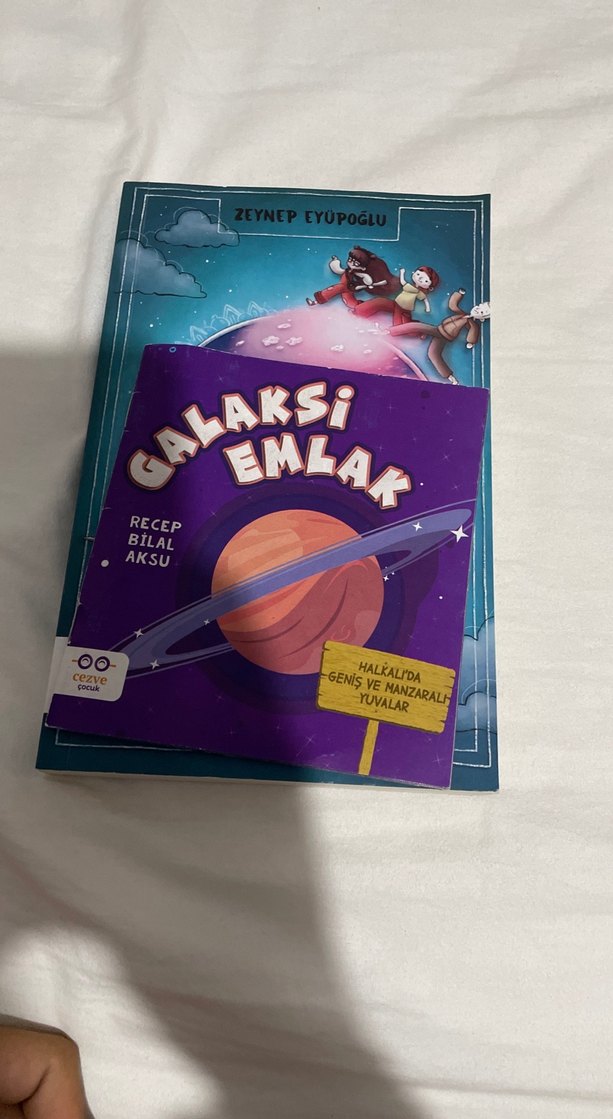 ZEYNEP EYÜPOĞLU
GALAKSİ
EMLAK
RECEP
BİLAL
AKSU
cezve
çocuk
HALKALI'DA
GENİŞ VE MANZARALI
YUVALAR